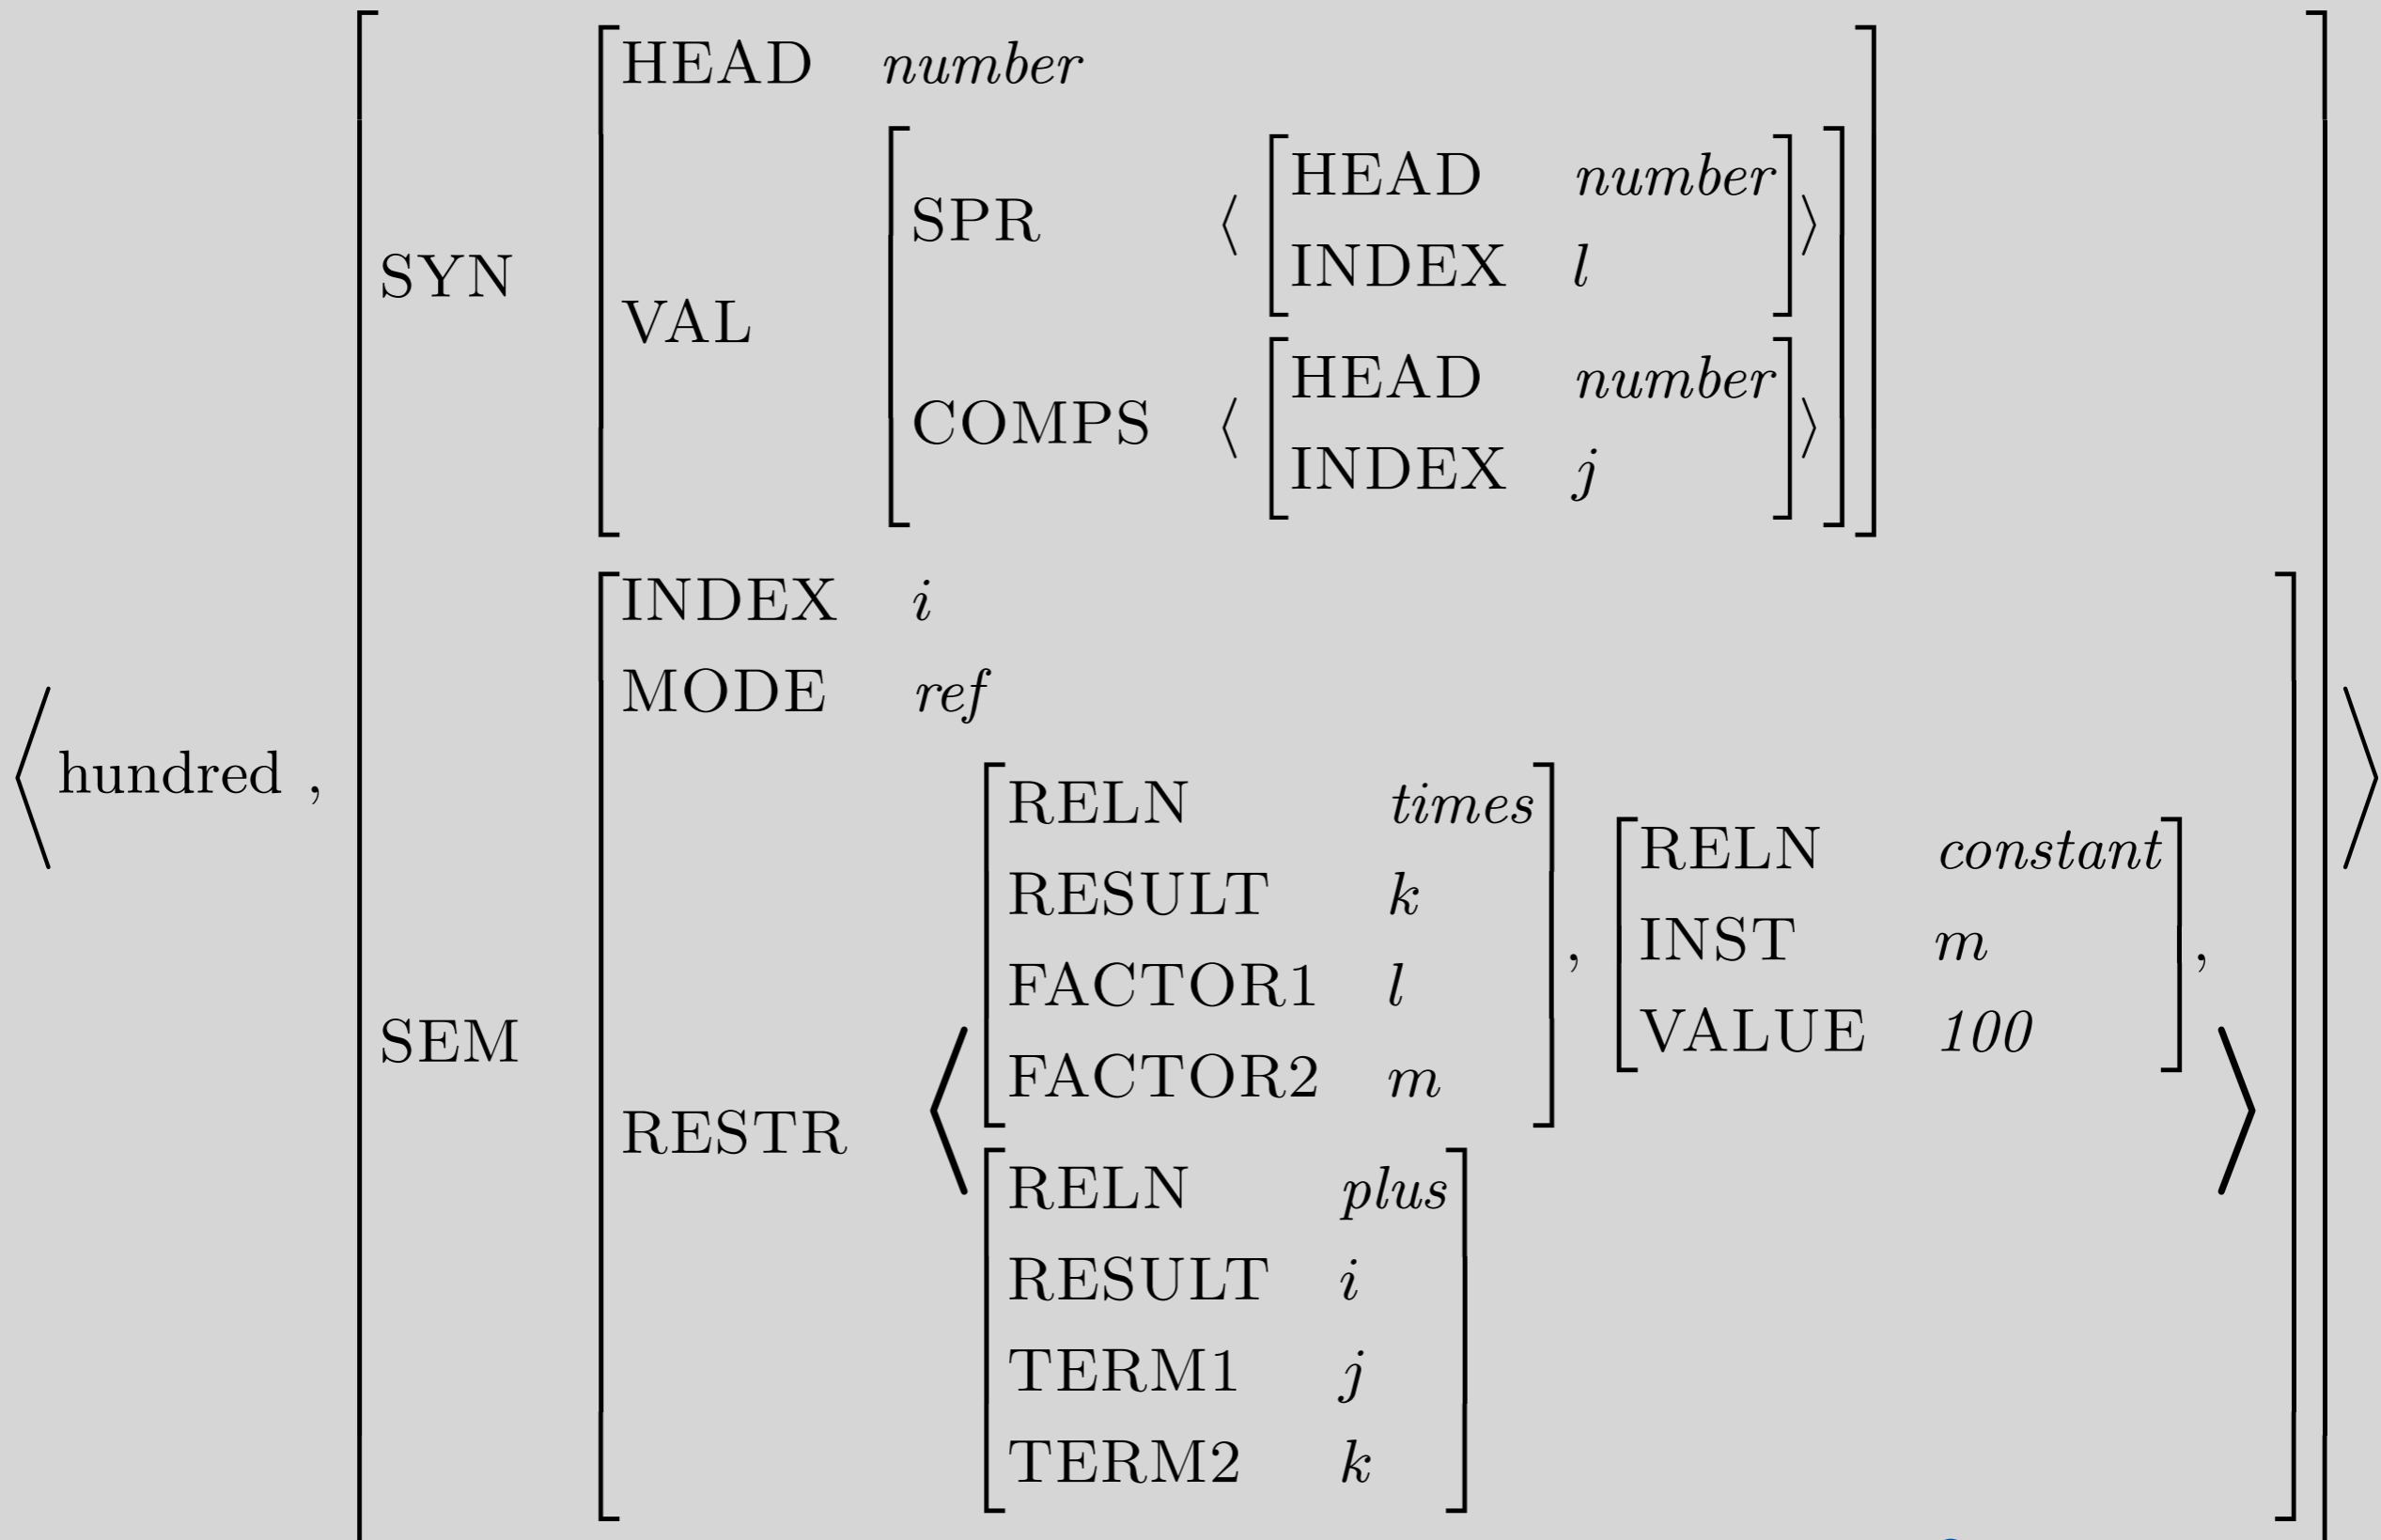 HEAD number
SPR ⟨ [HEAD number
INDEX l] ⟩
SYN
VAL
COMPS ⟨ [HEAD number
INDEX j] ⟩
INDEX i
MODE ref
⟨ hundred ,
RELN times
RESULT k
FACTOR1 l
FACTOR2 m
,
RELN constant
INST m
VALUE 100
,
SEM
RESTR
RELN plus
RESULT i
TERM1 j
TERM2 k